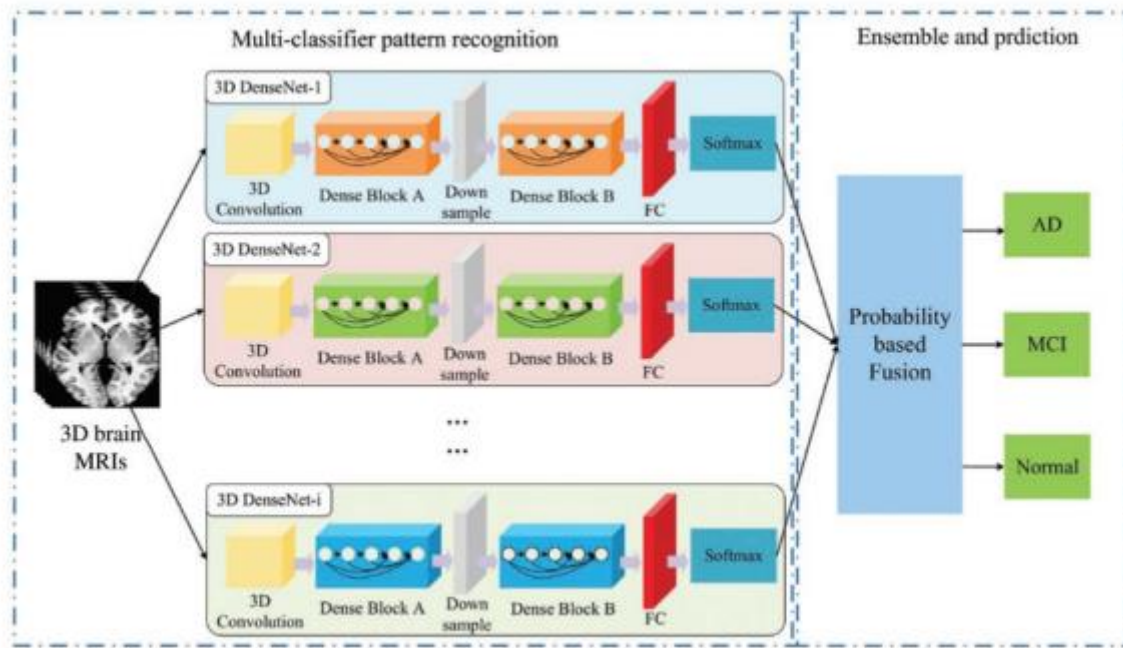 Multi-classifier pattern recognition
Ensemble and prdiction
3D DenseNet-1
3D
Convolution
Dense Block A
Down
sample
Dense Block B
FC
Softmax
3D DenseNet-2
3D
Convolution
Dense Block A
Down
sample
Dense Block B
FC
Softmax
3D brain
MRIs
...
...
3D DenseNet-i
3D
Convolution
Dense Block A
Down
sample
Dense Block B
FC
Softmax
Probability
based
Fusion
AD
MCI
Normal